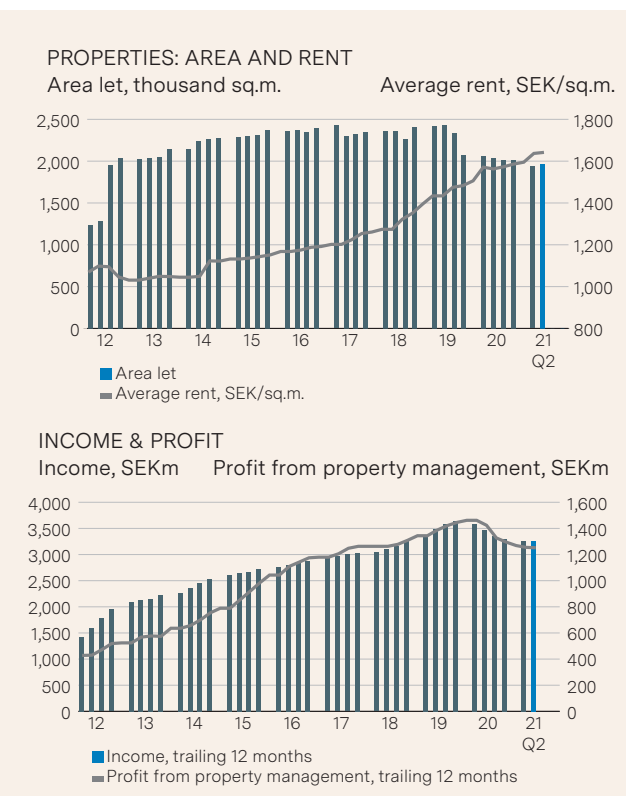 PROPERTIES: AREA AND RENT
Area let, thousand sq.m. Average rent, SEK/sq.m.
2,500 1,800
2,000 1,600
1,500 1,400
1,000 1,200
500 1,000
0 800
12 13 14 15 16 17 18 19 20 21
Q2
Area let
Average rent, SEK/sq.m.
INCOME & PROFIT
Income, SEKm Profit from property management, SEKm
4,000 1,600
3,500 1,400
3,000 1,200
2,500 1,000
2,000 800
1,500 600
1,000 400
500 200
0 0
12 13 14 15 16 17 18 19 20 21
Q2
Income, trailing 12 months
Profit from property management, trailing 12 months